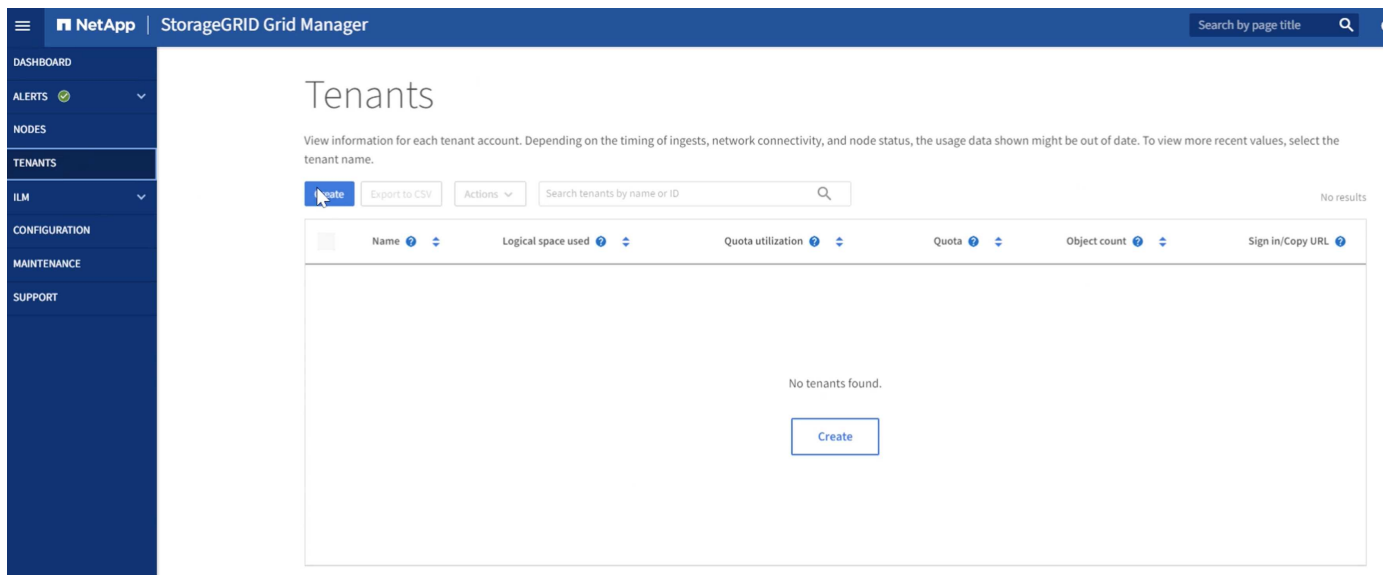 NetApp | StorageGRID Grid Manager
Search by page title
DASHBOARD
ALERTS
NODES
TENANTS
ILM
CONFIGURATION
MAINTENANCE
SUPPORT
Tenants
View information for each tenant account. Depending on the timing of ingests, network connectivity, and node status, the usage data shown might be out of date. To view more recent values, select the
tenant name.
Create Export to CSV Actions Search tenants by name or ID
No results
Name Logical space used Quota utilization Quota Object count Sign in/Copy URL
No tenants found.
Create